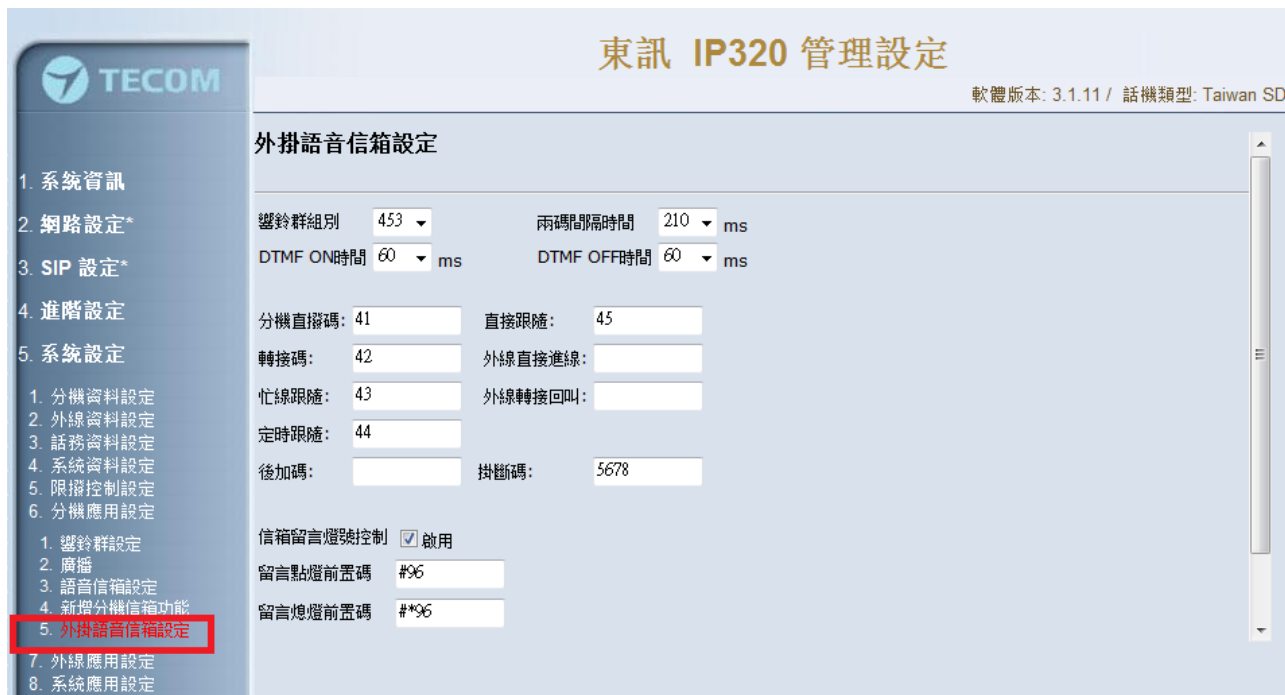 TECOM
東訊 IP320 管理設定
軟體版本: 3.1.11 / 話機類型: Taiwan SD
1. 系統資訊
2. 網路設定*
3. SIP 設定*
4. 進階設定
5. 系統設定
1. 分機資料設定
2. 外線資料設定
3. 話務資料設定
4. 系統資料設定
5. 限撥控制設定
6. 分機應用設定
1. 響鈴群設定
2. 廣播
3. 語音信箱設定
4. 新增分機信箱功能
5. 外掛語音信箱設定
7. 外線應用設定
8. 系統應用設定
外掛語音信箱設定
響鈴群組別 453 兩碼間隔時間 210 ms
DTMF ON時間 60 ms DTMF OFF時間 60 ms
分機直撥碼: 41 直接跟隨: 45
轉接碼: 42 外線直接進線:
忙線跟隨: 43 外線轉接回叫:
定時跟隨: 44
後加碼: 掛斷碼: 5678
信箱留言燈號控制 啟用
留言點燈前置碼 #96
留言熄燈前置碼 #*96